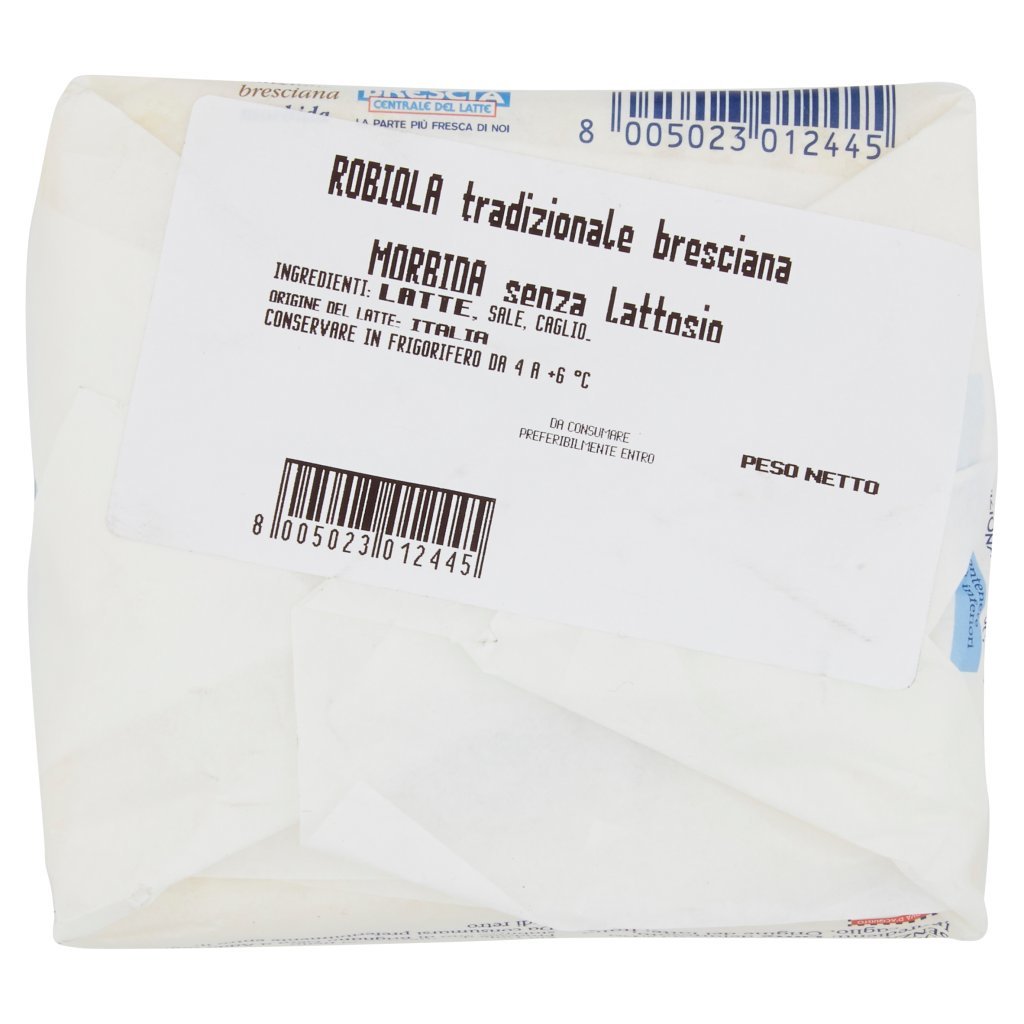 bresciana
BRESCIA
CENTRALE DEL LATTE
LA PARTE PIÙ FRESCA DI NOI
8 005023 012445
ROBIOLA tradizionale bresciana
MORBIDA senza lattosio
INGREDIENTI: LATTE, SALE, CAGLIO.
ORIGINE DEL LATTE: ITALIA
CONSERVARE IN FRIGORIFERO DA 4 A +6 °C
DA CONSUMARE
PREFERIBILMENTE ENTRO
PESO NETTO
8 005023 012445
inferiori